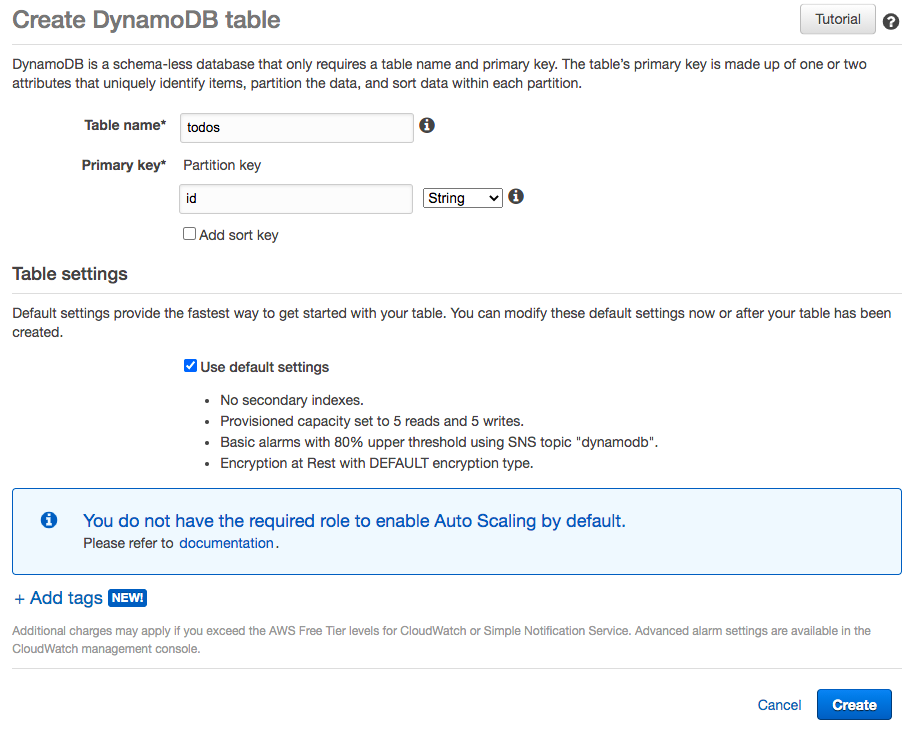 Create DynamoDB table
Tutorial
DynamoDB is a schema-less database that only requires a table name and primary key. The table's primary key is made up of one or two
attributes that uniquely identify items, partition the data, and sort data within each partition.
Table name* todos
Primary key* Partition key
id String
Add sort key
Table settings
Default settings provide the fastest way to get started with your table. You can modify these default settings now or after your table has been
created.
Use default settings
• No secondary indexes.
• Provisioned capacity set to 5 reads and 5 writes.
• Basic alarms with 80% upper threshold using SNS topic "dynamodb".
• Encryption at Rest with DEFAULT encryption type.
You do not have the required role to enable Auto Scaling by default.
Please refer to documentation.
+ Add tags NEW!
Additional charges may apply if you exceed the AWS Free Tier levels for CloudWatch or Simple Notification Service. Advanced alarm settings are available in the
CloudWatch management console.
Cancel Create